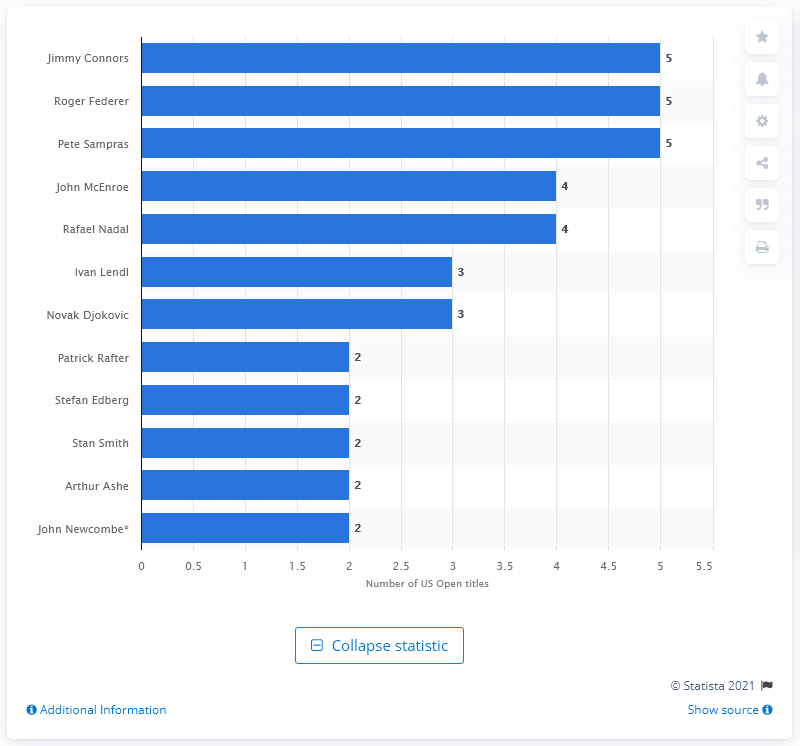 Jimmy Connors 5
Roger Federer 5
Pete Sampras 5
John McEnroe 4
Rafael Nadal 4
Ivan Lendl 3
Novak Djokovic 3
Patrick Rafter 2
Stefan Edberg 2
Stan Smith 2
Arthur Ashe 2
John Newcombe* 2
0 0.5 1 1.5 2 2.5 3 3.5 4 4.5 5 5.5
Number of US Open titles
Collapse statistic
© Statista 2021
Additional Information
Show source